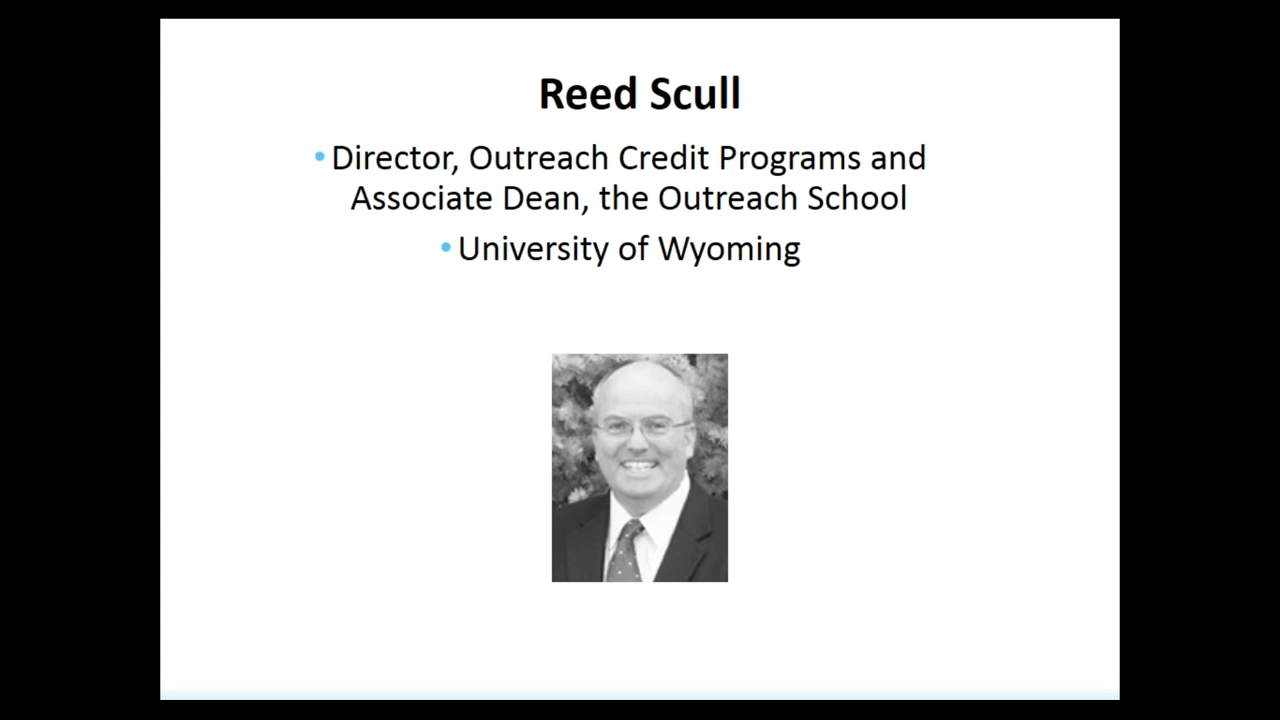 Reed Scull
• Director, Outreach Credit Programs and
Associate Dean, the Outreach School
• University of Wyoming